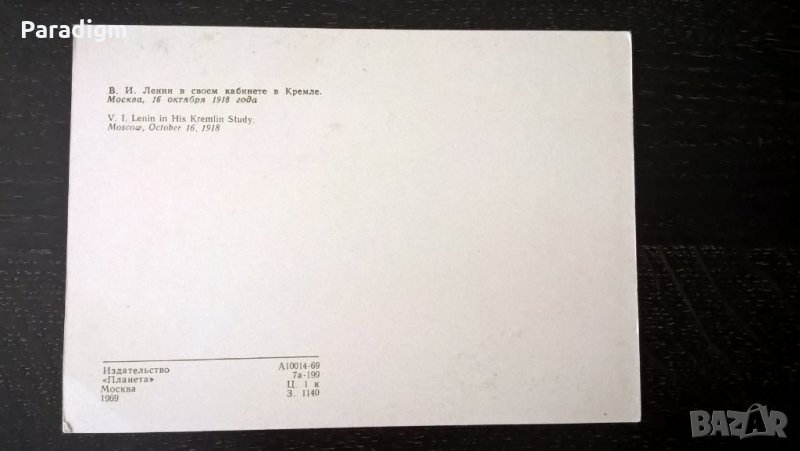 Paradigm
В. И. Ленин в своем кабинете в Кремле.
Москва, 16 октября 1918 года
V. I. Lenin in His Kremlin Study.
Moscow, October 16, 1918
Издательство
«Планета»
Москва
1969
А10014-69
7а-199
Ц. 1 к
З. 1140
BAZAR